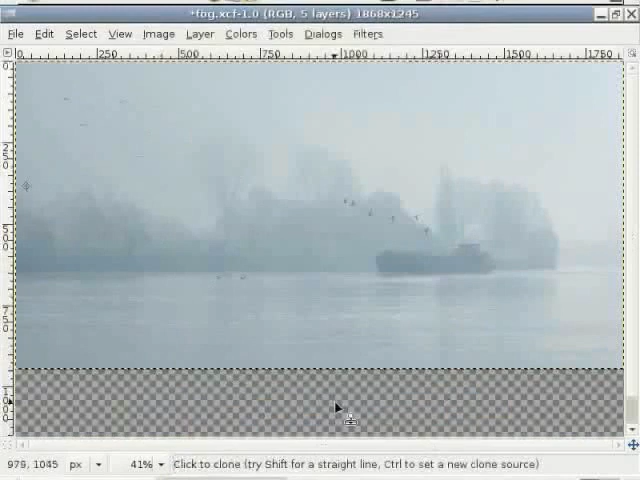 *fog.xcf-1.0 (RGB, 5 layers) 1868x1245
File Edit Select View Image Layer Colors Tools Dialogs Filters
0 250 500 750 1000 1250 1500 1750
979, 1045 px 41% Click to clone (try Shift for a straight line, Ctrl to set a new clone source)